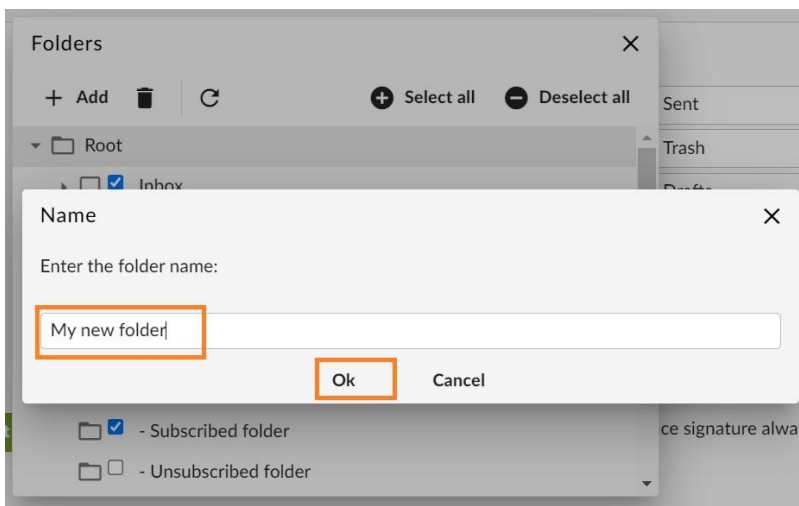 Folders
+ Add
Select all
Deselect all
Root
Inbox
Sent
Trash
Drafts
Name
Enter the folder name:
My new folder
Ok
Cancel
- Subscribed folder
- Unsubscribed folder
ce signature alwa